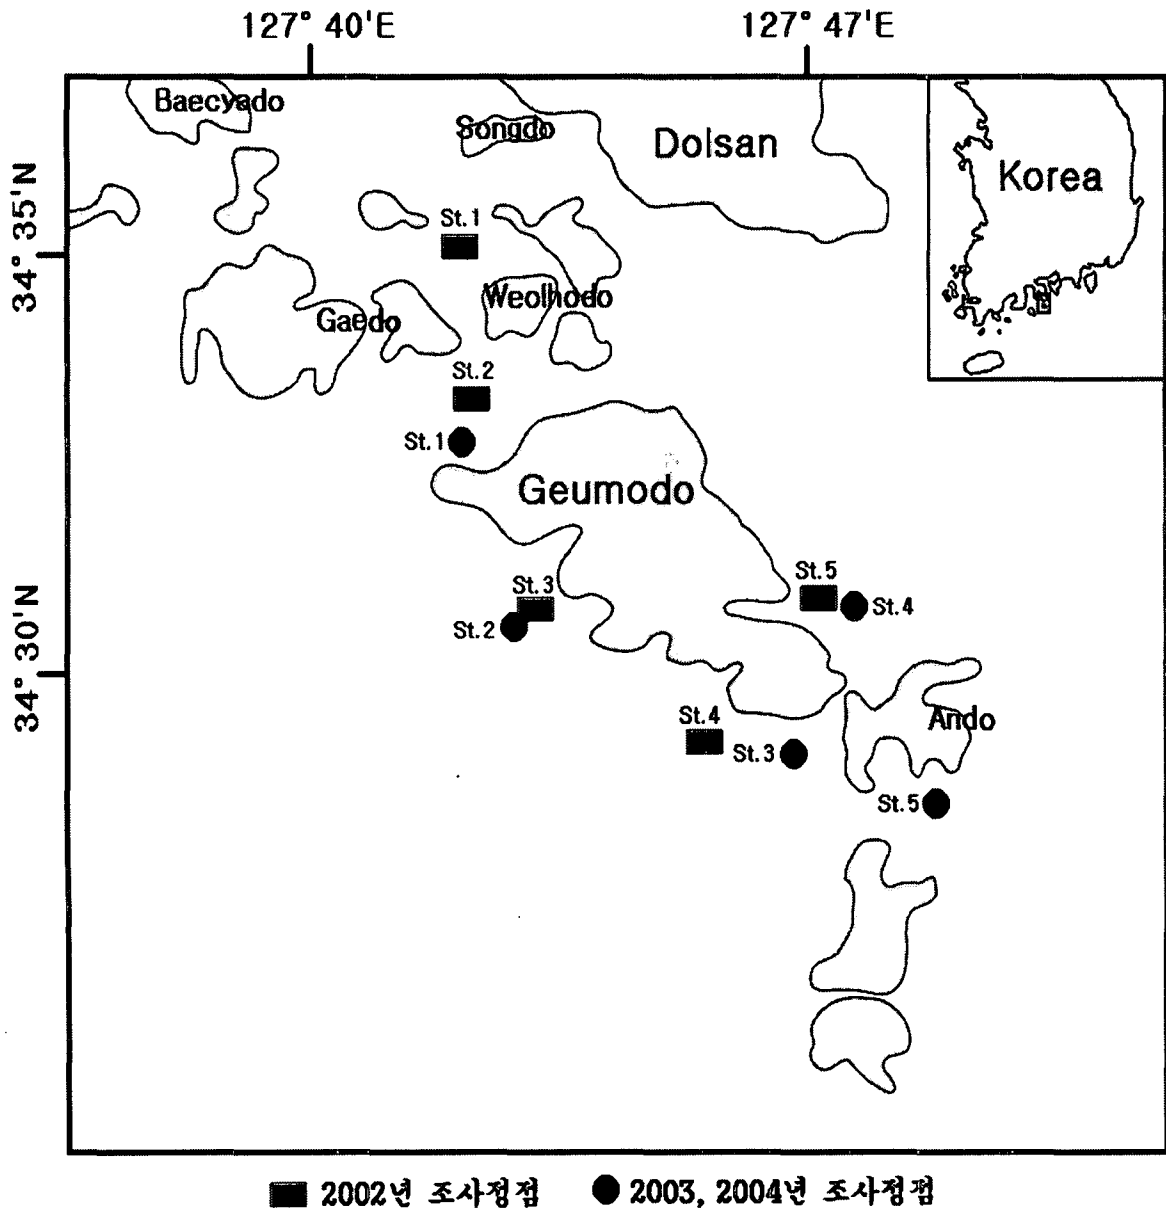 127° 40'E
127° 47'E
Baecyado
Songdo
Dolsan
Korea
34° 35'N
St.1
Weolhodo
Gaedo
St.2
St.1
Geumodo
St.3
St.2
St.5
St.4
34° 30'N
St.4
St.3
Ando
St.5
2002년 조사정점
2003, 2004년 조사정점